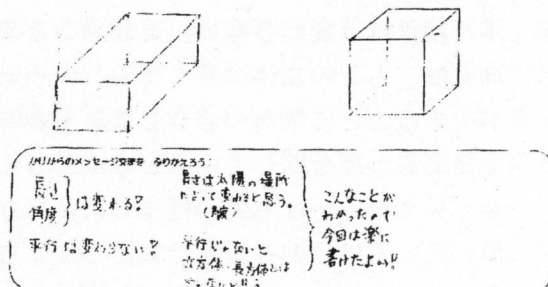 からのメッセージ交換を ふりかえろう!
長さ
角度
は変わる?
平行は変わらない?
長さは太陽の場所
によって変わると思う。
平行じゃないと
立方体・長方体とは
こんなことが
わかったので
今回は楽に
書けたよ